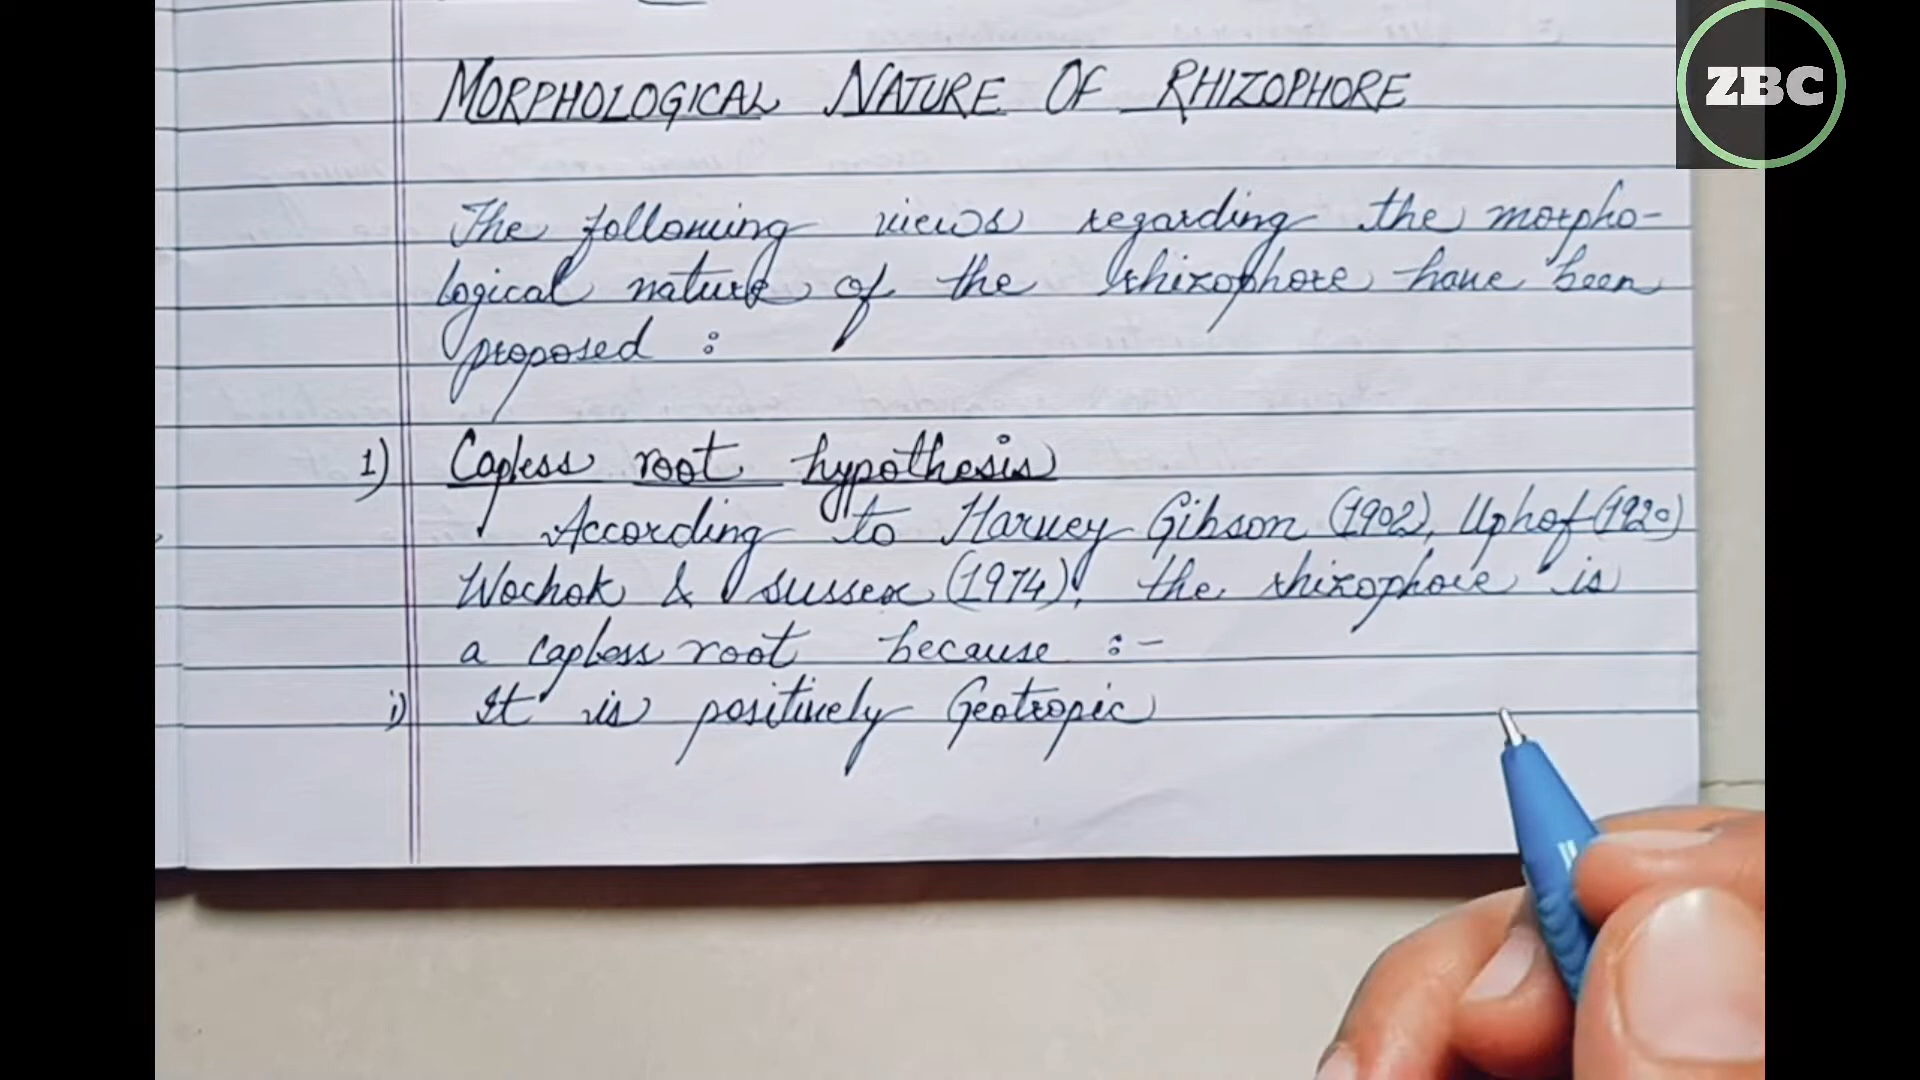 ZBC
MORPHOLOGICAL NATURE OF RHIZOPHORE
The following views regarding the morpho-
logical nature of the rhizophore have been
proposed :
1) Capless root hypothesis
According to Harvey Gibson (1902), Uphof (1920)
Wochok & Sussex (1974), the rhizophore is
a capless root because :-
i) It is positively Geotropic